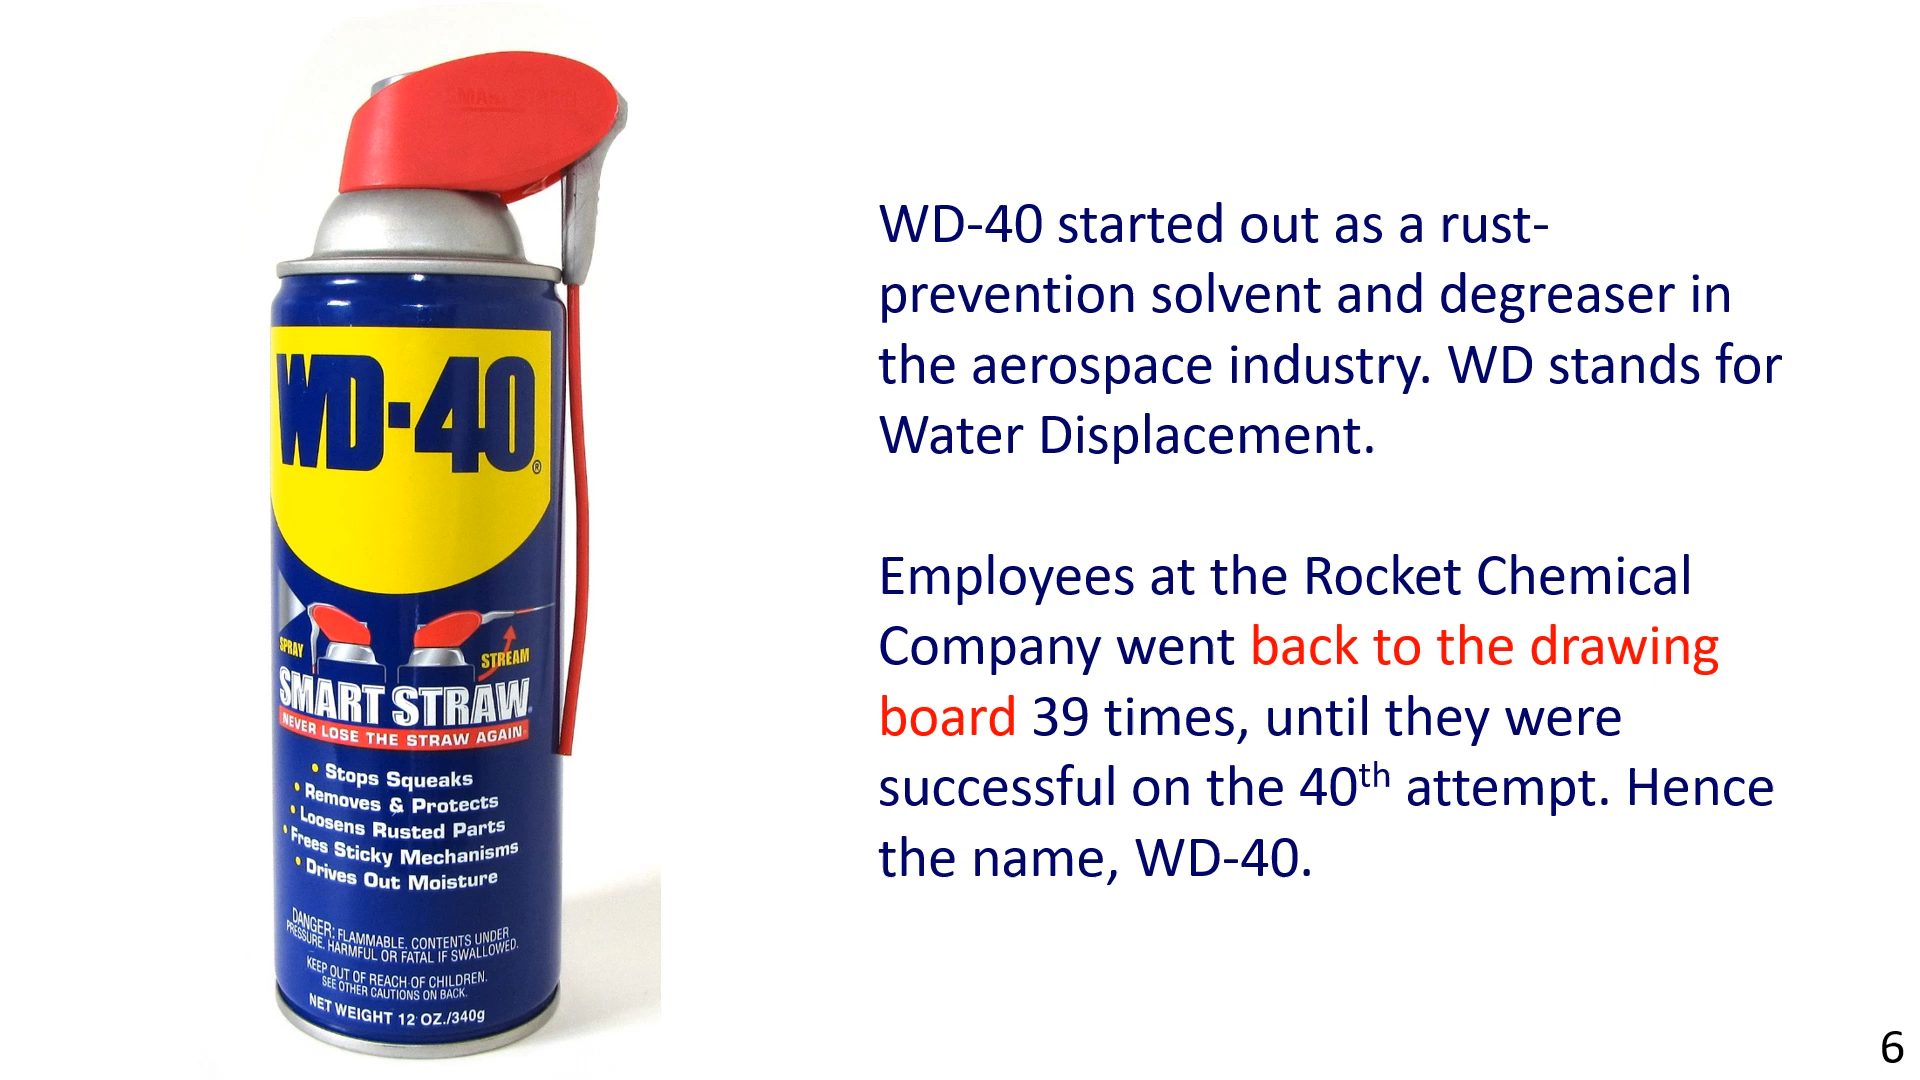 WD-40 started out as a rust-
prevention solvent and degreaser in
the aerospace industry. WD stands for
Water Displacement.
Employees at the Rocket Chemical
Company went back to the drawing
board 39 times, until they were
successful on the 40th attempt. Hence
the name, WD-40.
WD-40®
SPRAY
STREAM
SMART STRAW
NEVER LOSE THE STRAW AGAIN
• Stops Squeaks
• Removes & Protects
• Loosens Rusted Parts
• Frees Sticky Mechanisms
• Drives Out Moisture
DANGER: FLAMMABLE. CONTENTS UNDER
PRESSURE. HARMFUL OR FATAL IF SWALLOWED.
KEEP OUT OF REACH OF CHILDREN.
SEE OTHER CAUTIONS ON BACK.
NET WEIGHT 12 OZ./340g
6